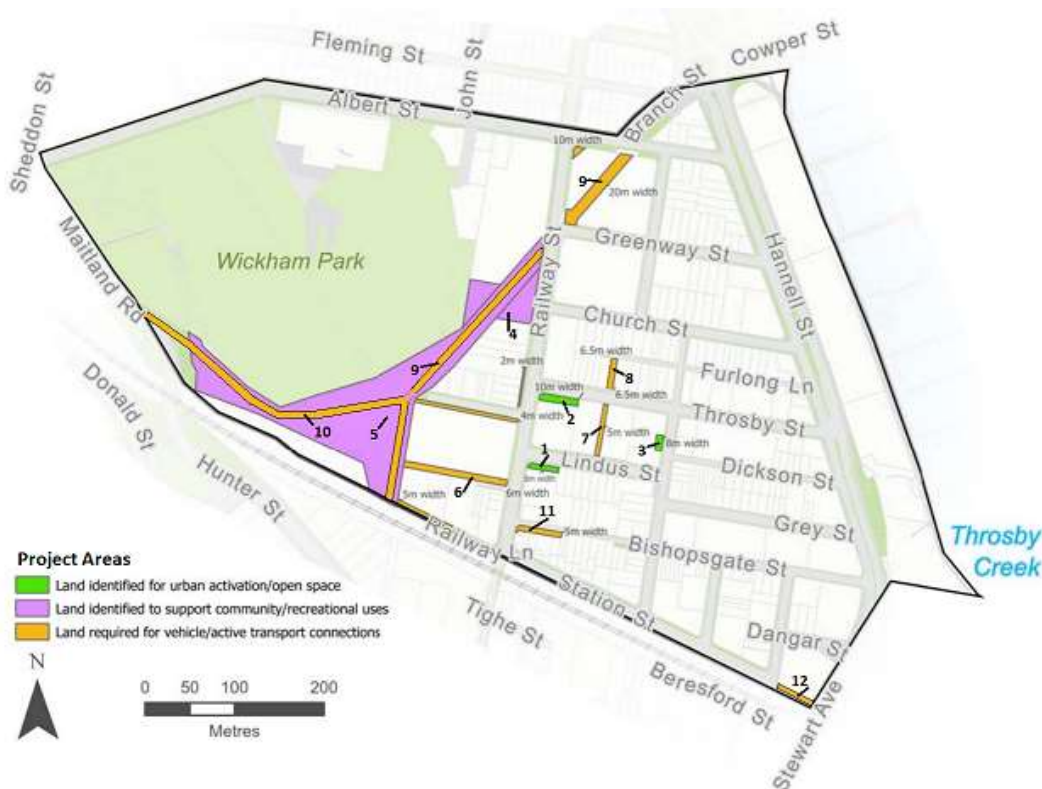 Fleming St
John St
Cowper St
Sheddon St
Albert St
Branch St
10m width
9
20m width
Maitland Rd
Wickham Park
Railway St
Greenway St
Hannell St
4
Church St
Donald St
9
2m width
6.5m width
8
Furlong Ln
10m width
6.5m width
2
Throsby St
10
5
4m width
7
5m width
3
8m width
1
Lindus St
Dickson St
Hunter St
8m width
6
5m width
6m width
11
Grey St
5m width
Bishopsgate St
Railway Ln
Throsby
Creek
Project Areas
Land identified for urban activation/open space
Land identified to support community/recreational uses
Land required for vehicle/active transport connections
Station St
Tighe St
Dangar St
N
Beresford St
12
Stewart Ave
0 50 100 200
Metres